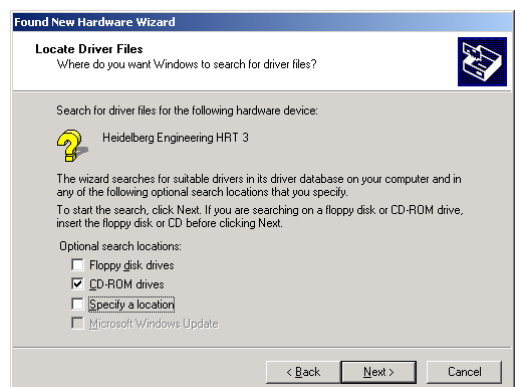 Found New Hardware Wizard
Locate Driver Files
Where do you want Windows to search for driver files?
Search for driver files for the following hardware device:
Heidelberg Engineering HRT 3
The wizard searches for suitable drivers in its driver database on your computer and in
any of the following optional search locations that you specify.
To start the search, click Next. If you are searching on a floppy disk or CD-ROM drive,
insert the floppy disk or CD before clicking Next.
Optional search locations:
Floppy disk drives
CD-ROM drives
Specify a location
Microsoft Windows Update
< Back Next > Cancel